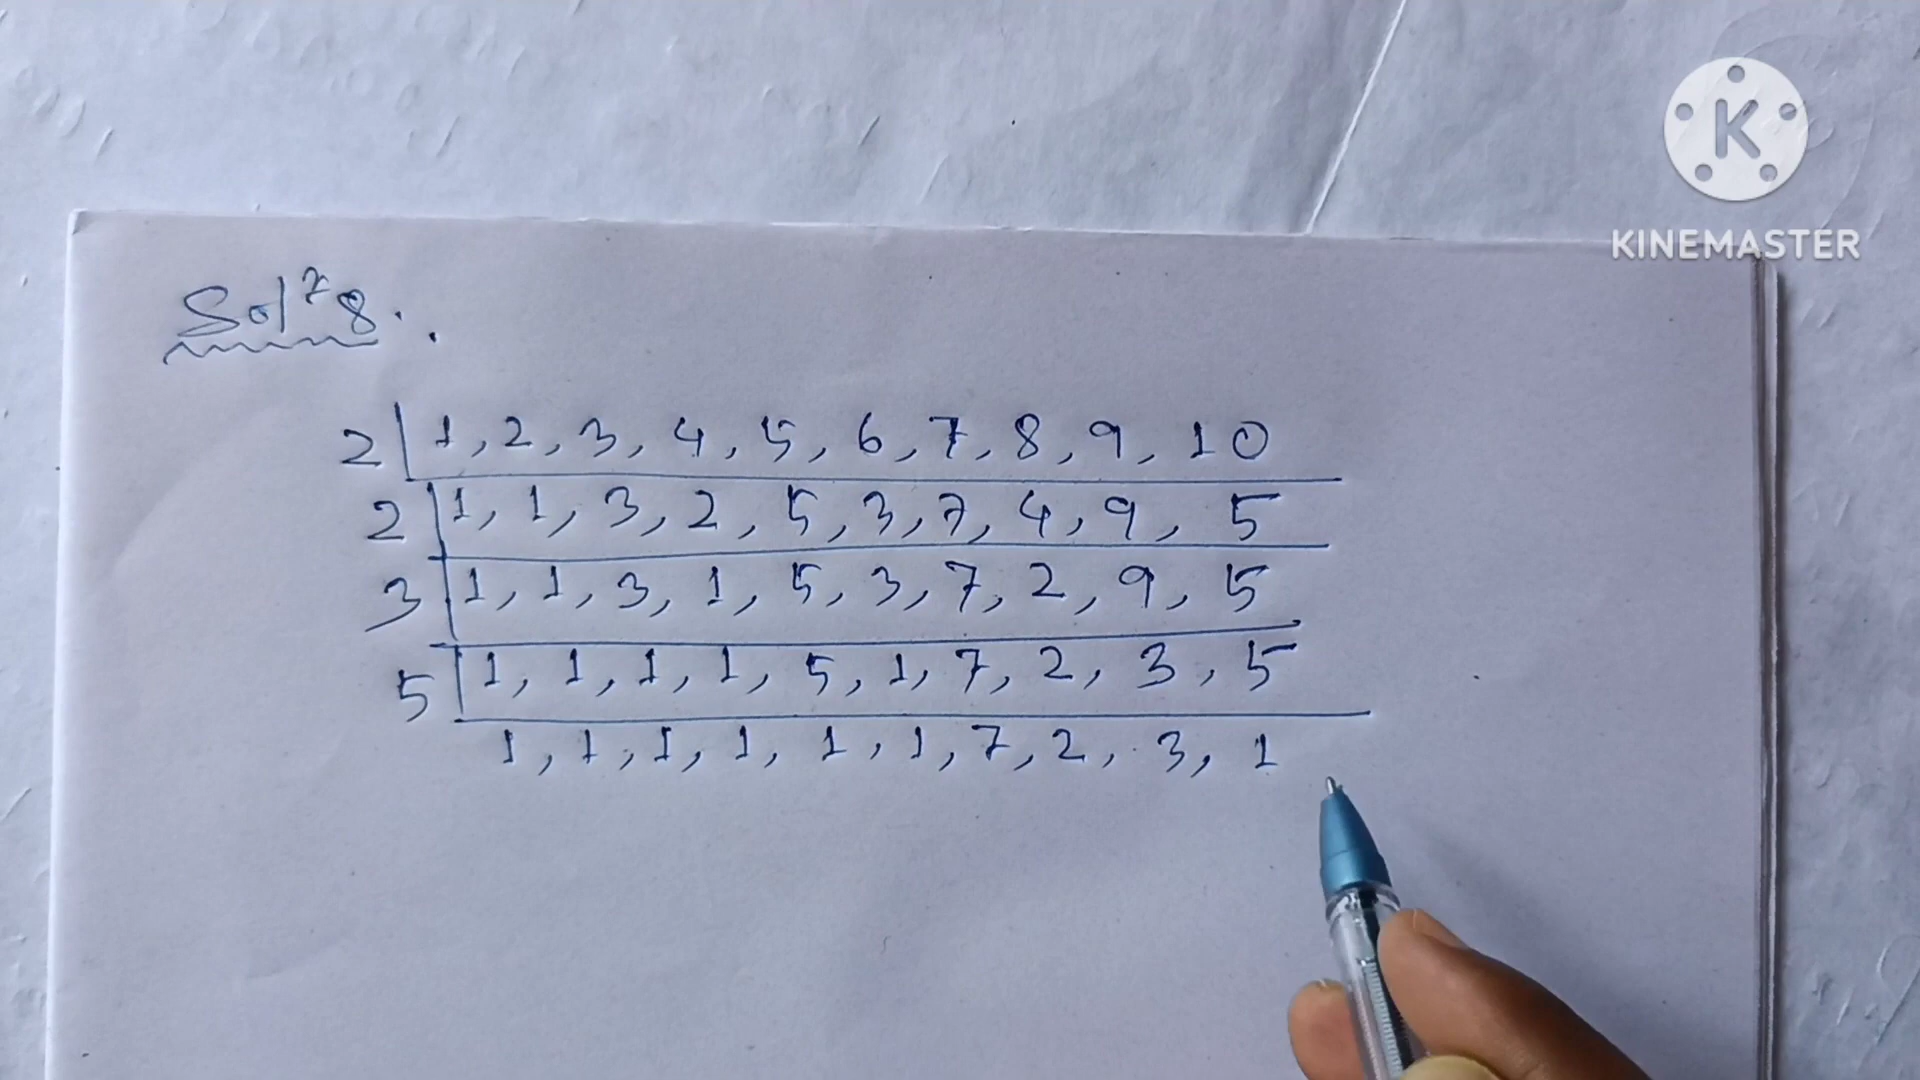 K
KINEMASTER
Solⁿ8..
2 | 1, 2, 3, 4, 5, 6, 7, 8, 9, 10
2 | 1, 1, 3, 2, 5, 3, 7, 4, 9, 5
3 | 1, 1, 3, 1, 5, 3, 7, 2, 9, 5
5 | 1, 1, 1, 1, 5, 1, 7, 2, 3, 5
1, 1, 1, 1, 1, 1, 7, 2, 3, 1